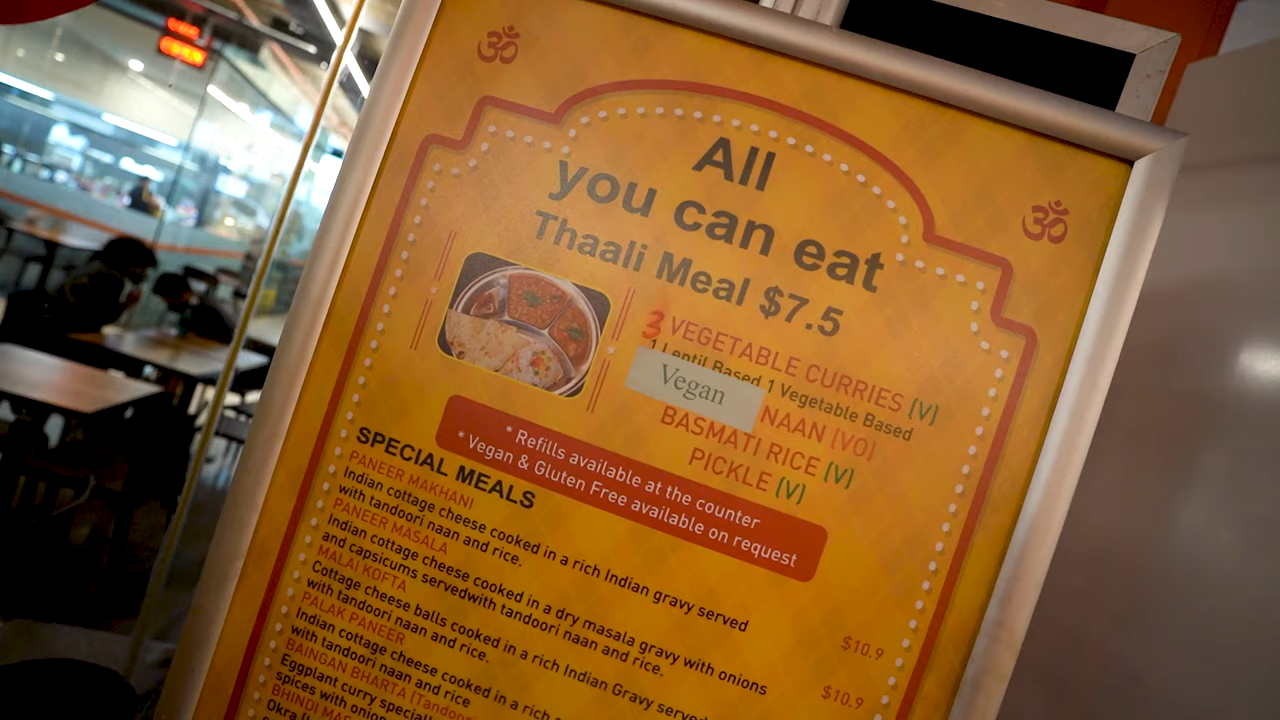 ॐ
ॐ
All
you can eat
Thaali Meal $7.5
3 VEGETABLE CURRIES (V)
1 Lentil Based 1 Vegetable Based
Vegan NAAN (VO)
BASMATI RICE (V)
PICKLE (V)
* Refills available at the counter
* Vegan & Gluten Free available on request
SPECIAL MEALS
PANEER MAKHANI
Indian cottage cheese cooked in a rich Indian gravy served
with tandoori naan and rice.
$10.9
PANEER MASALA
Indian cottage cheese cooked in a dry masala gravy with onions
and capsicums servedwith tandoori naan and rice.
$10.9
MALAI KOFTA
Cottage cheese balls cooked in a rich Indian Gravy served
with tandoori naan and rice.
PALAK PANEER
Indian cottage cheese cooked in a
with tandoori naan and rice
BAINGAN BHARTA (Tandoori
Eggplant curry
spices with
BHINDI
Okra